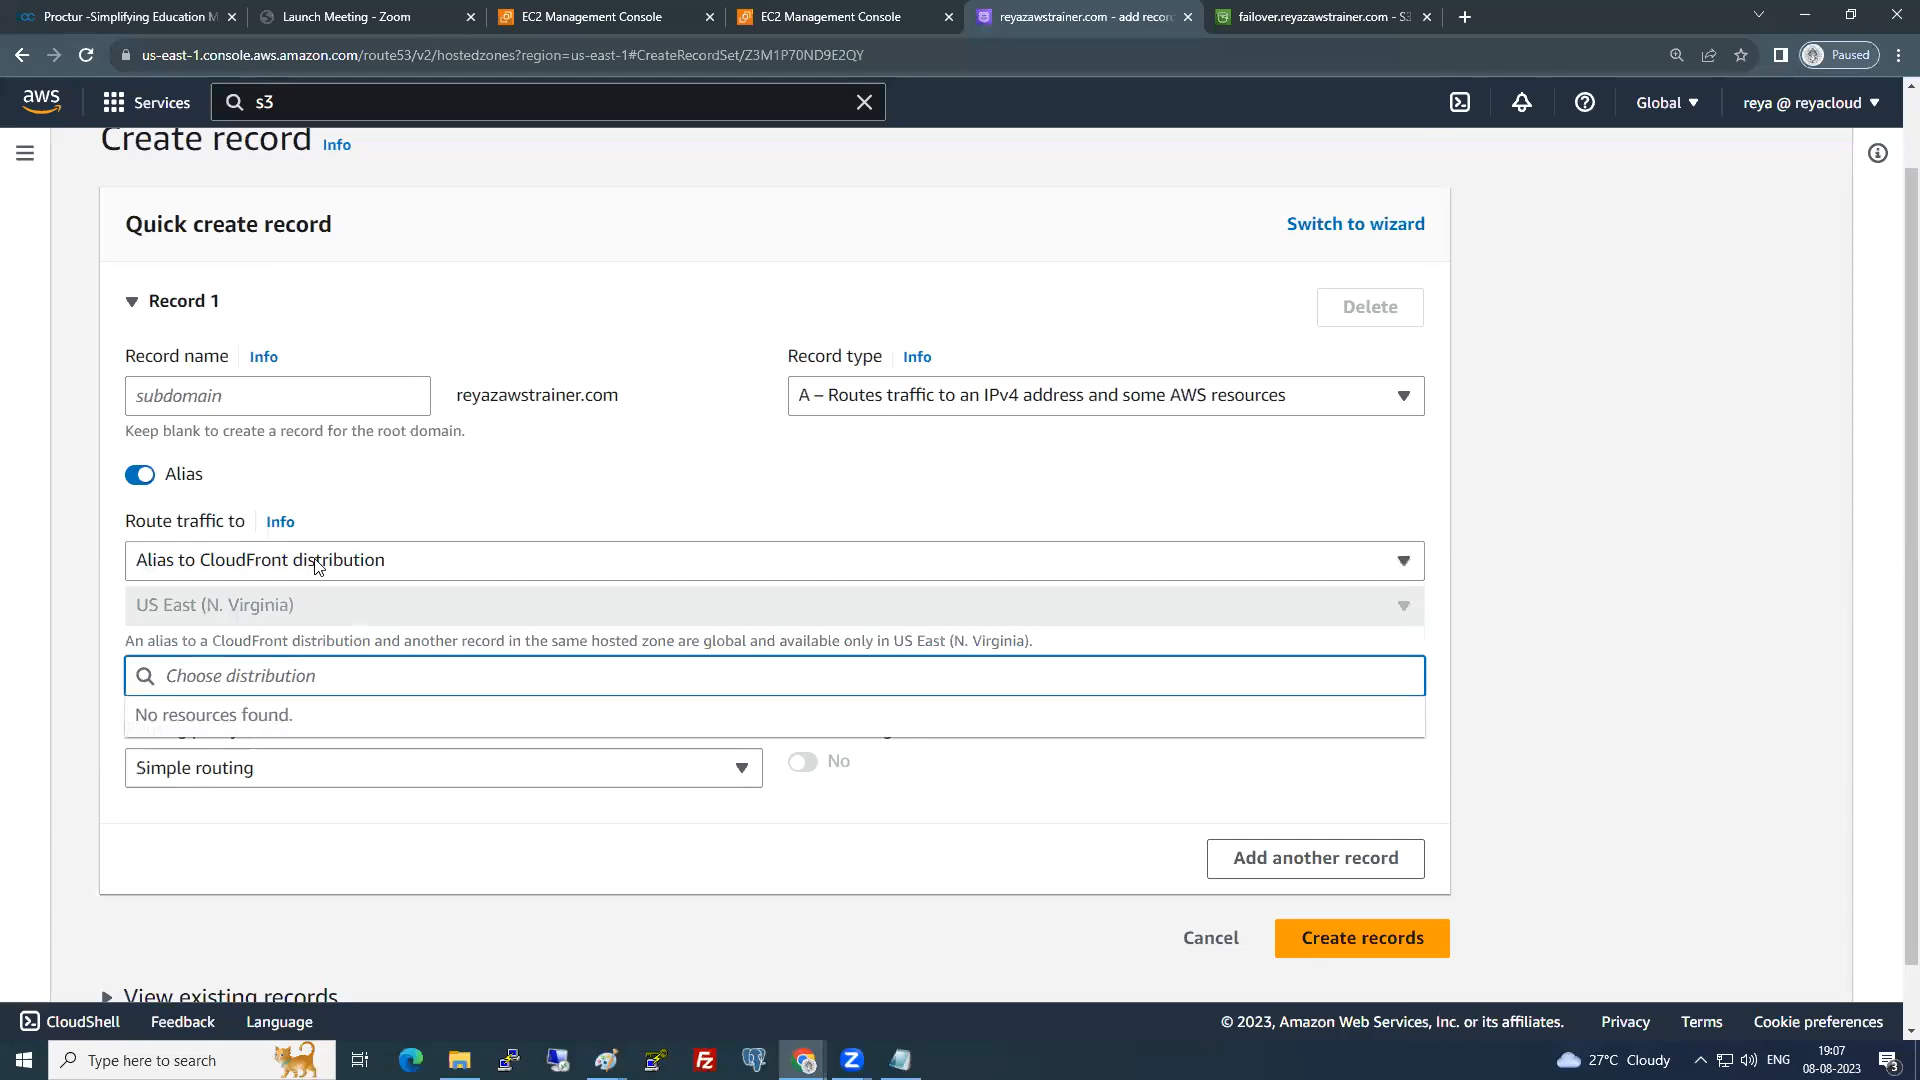 Proctur -Simplifying Education M
Launch Meeting - Zoom
EC2 Management Console
EC2 Management Console
reyazawstrainer.com - add recor
failover.reyazawstrainer.com - S3
us-east-1.console.aws.amazon.com/route53/v2/hostedzones?region=us-east-1#CreateRecordSet/Z3M1P70ND9E2QY
Paused
aws
Services
s3
Global
reya @ reyacloud
Create record
Info
Quick create record
Switch to wizard
Record 1
Delete
Record name
Info
Record type
Info
subdomain
reyazawstrainer.com
A – Routes traffic to an IPv4 address and some AWS resources
Keep blank to create a record for the root domain.
Alias
Route traffic to
Info
Alias to CloudFront distribution
US East (N. Virginia)
An alias to a CloudFront distribution and another record in the same hosted zone are global and available only in US East (N. Virginia).
Choose distribution
No resources found.
Simple routing
No
Add another record
Cancel
Create records
View existing records
CloudShell
Feedback
Language
© 2023, Amazon Web Services, Inc. or its affiliates.
Privacy
Terms
Cookie preferences
Type here to search
27°C Cloudy
ENG
19:07
08-08-2023
3